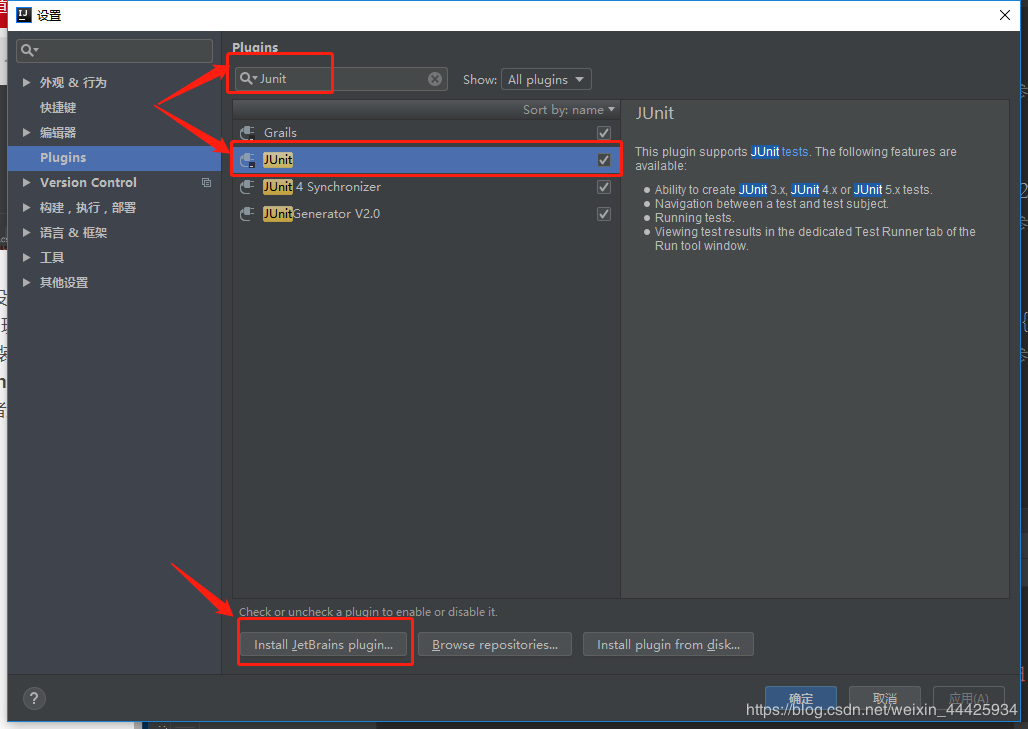 设置
Plugins
Junit
Show: All plugins
外观 & 行为
快捷键
编辑器
Plugins
Version Control
构建，执行，部署
语言 & 框架
工具
其他设置
Sort by: name
Grails
JUnit
JUnit 4 Synchronizer
JUnitGenerator V2.0
JUnit
This plugin supports JUnit tests. The following features are
available:
Ability to create JUnit 3.x, JUnit 4.x or JUnit 5.x tests.
Navigation between a test and test subject.
Running tests.
Viewing test results in the dedicated Test Runner tab of the
Run tool window.
Check or uncheck a plugin to enable or disable it.
Install JetBrains plugin...
Browse repositories...
Install plugin from disk...
?
确定
取消
应用(A)
https://blog.csdn.net/weixin_44425934